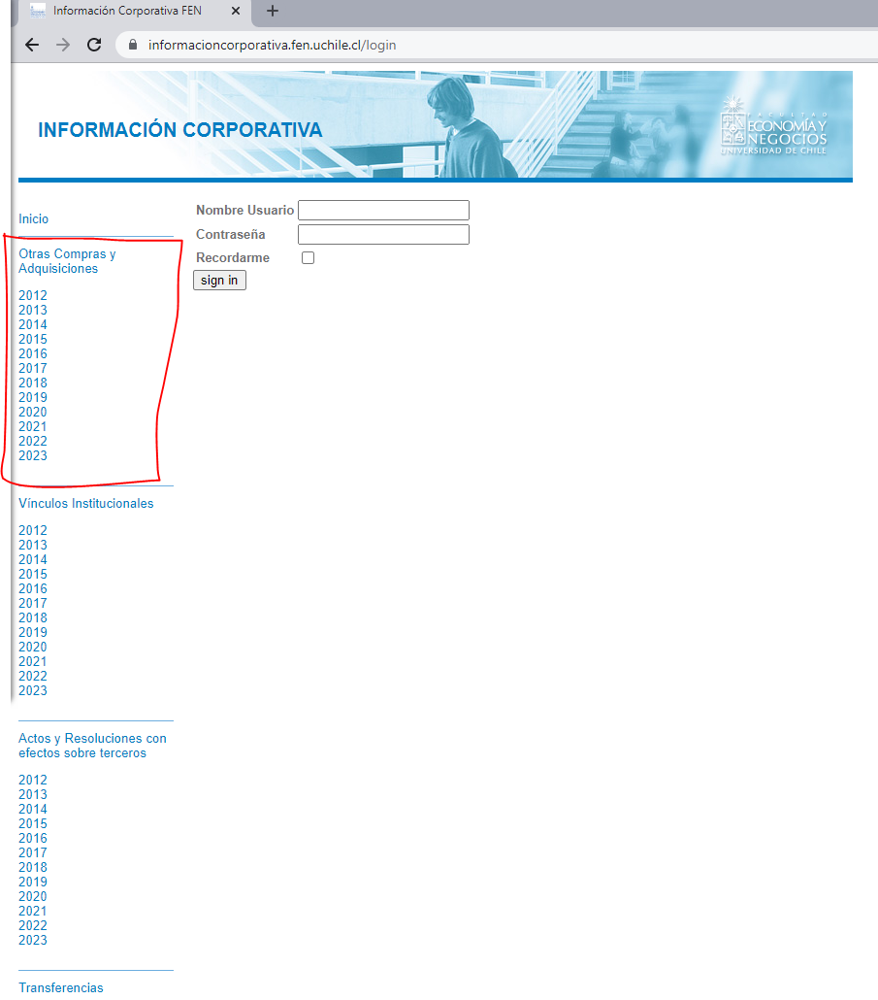 Información Corporativa FEN
informacioncorporativa.fen.uchile.cl/login
INFORMACIÓN CORPORATIVA
FACULTAD
ECONOMÍA Y
NEGOCIOS
UNIVERSIDAD DE CHILE
Inicio
Otras Compras y
Adquisiciones
2012
2013
2014
2015
2016
2017
2018
2019
2020
2021
2022
2023
Vínculos Institucionales
2012
2013
2014
2015
2016
2017
2018
2019
2020
2021
2022
2023
Actos y Resoluciones con
efectos sobre terceros
2012
2013
2014
2015
2016
2017
2018
2019
2020
2021
2022
2023
Transferencias
Nombre Usuario
Contraseña
Recordarme
sign in